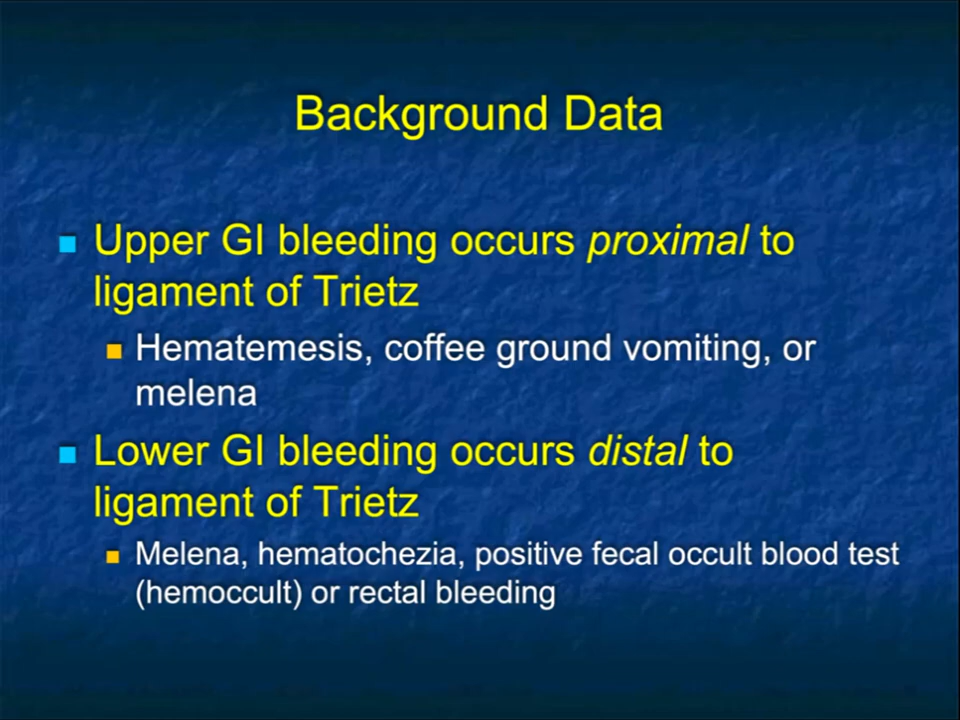 Background Data
Upper GI bleeding occurs proximal to
ligament of Trietz
Hematemesis, coffee ground vomiting, or
melena
Lower GI bleeding occurs distal to
ligament of Trietz
Melena, hematochezia, positive fecal occult blood test
(hemoccult) or rectal bleeding